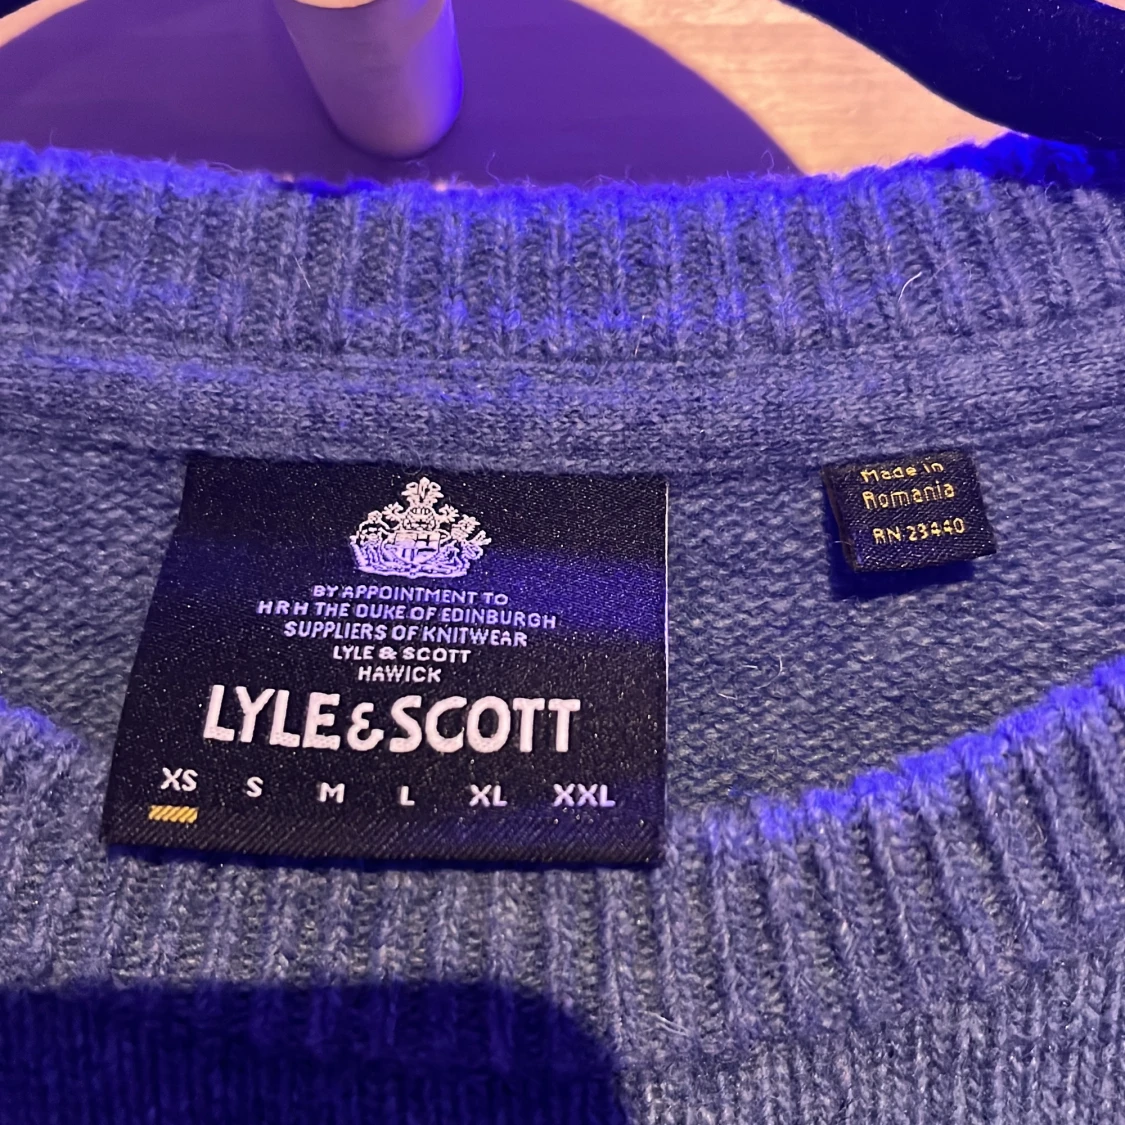 BY APPOINTMENT TO
HRH THE DUKE OF EDINBURGH
SUPPLIERS OF KNITWEAR
LYLE & SCOTT
HAWICK
LYLE & SCOTT
XS S M L XL XXL
Made in
Romania
RN 23440